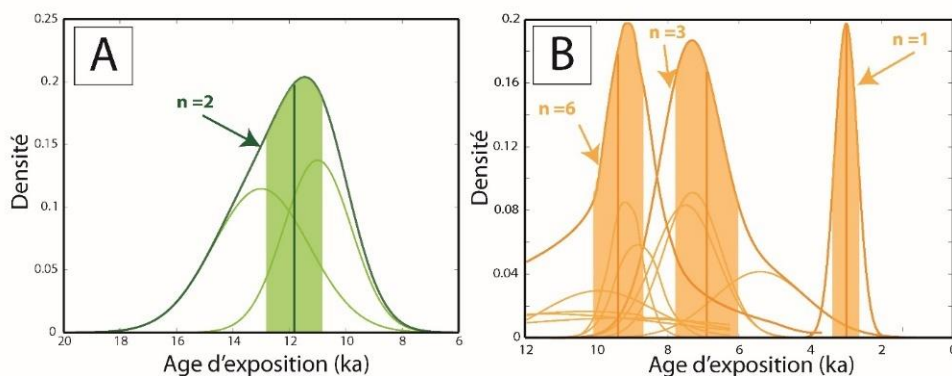 A
n =2
Densité
0.25
0.2
0.15
0.1
0.05
0
20 18 16 14 12 10 8 6
Age d'exposition (ka)
B
n =3
n =1
n =6
Densité
0.2
0.16
0.12
0.08
0.04
0
12 10 8 6 4 2 0
Age d'exposition (ka)